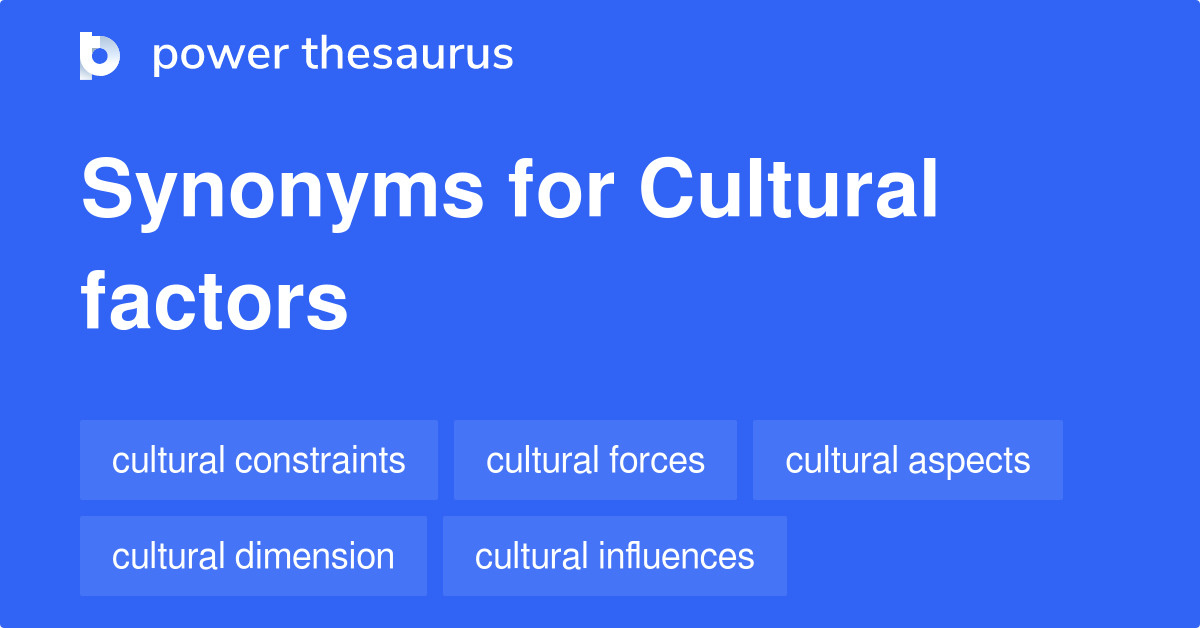 power thesaurus
Synonyms for Cultural
factors
cultural constraints cultural forces cultural aspects
cultural dimension cultural influences